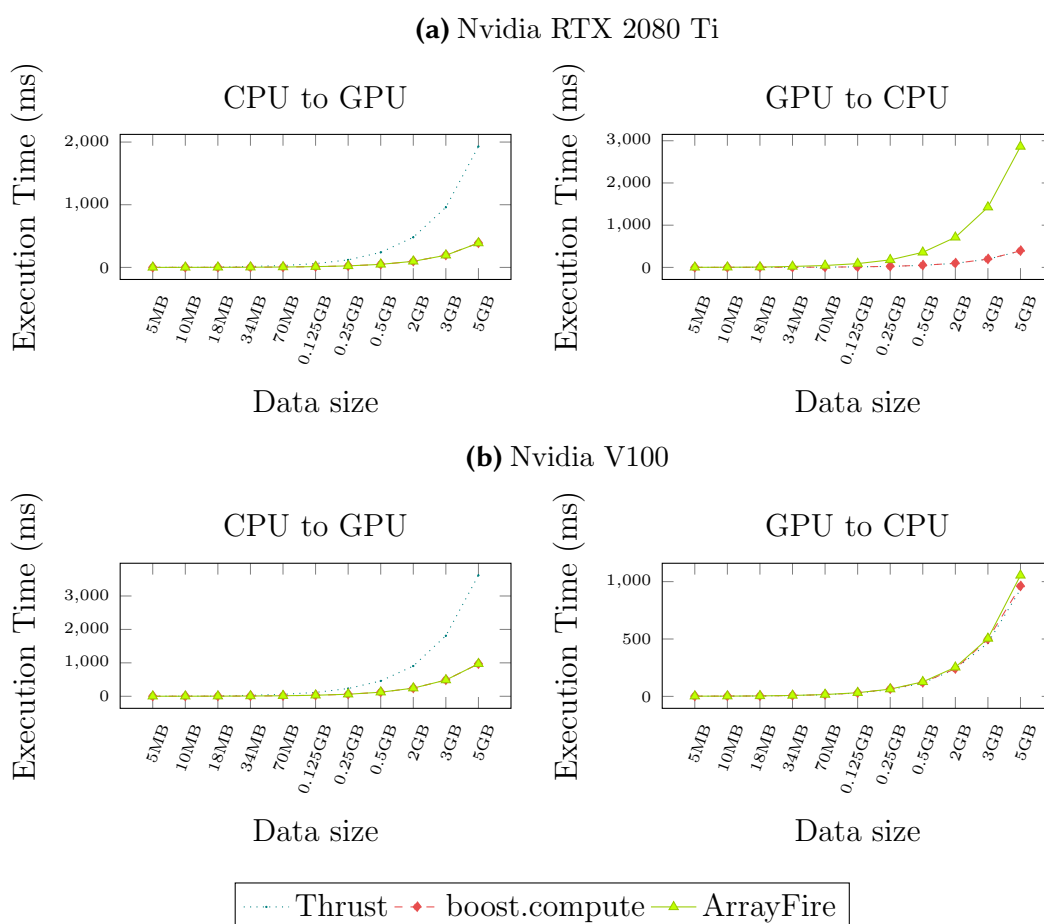 (a) Nvidia RTX 2080 Ti
CPU to GPU
Execution Time (ms)
2,000
1,000
0
5MB 10MB 18MB 34MB 70MB 0.125GB 0.25GB 0.5GB 2GB 3GB 5GB
Data size
GPU to CPU
Execution Time (ms)
3,000
2,000
1,000
0
5MB 10MB 18MB 34MB 70MB 0.125GB 0.25GB 0.5GB 2GB 3GB 5GB
Data size
(b) Nvidia V100
CPU to GPU
Execution Time (ms)
3,000
2,000
1,000
0
5MB 10MB 18MB 34MB 70MB 0.125GB 0.25GB 0.5GB 2GB 3GB 5GB
Data size
GPU to CPU
Execution Time (ms)
1,000
500
0
5MB 10MB 18MB 34MB 70MB 0.125GB 0.25GB 0.5GB 2GB 3GB 5GB
Data size
Thrust boost.compute ArrayFire